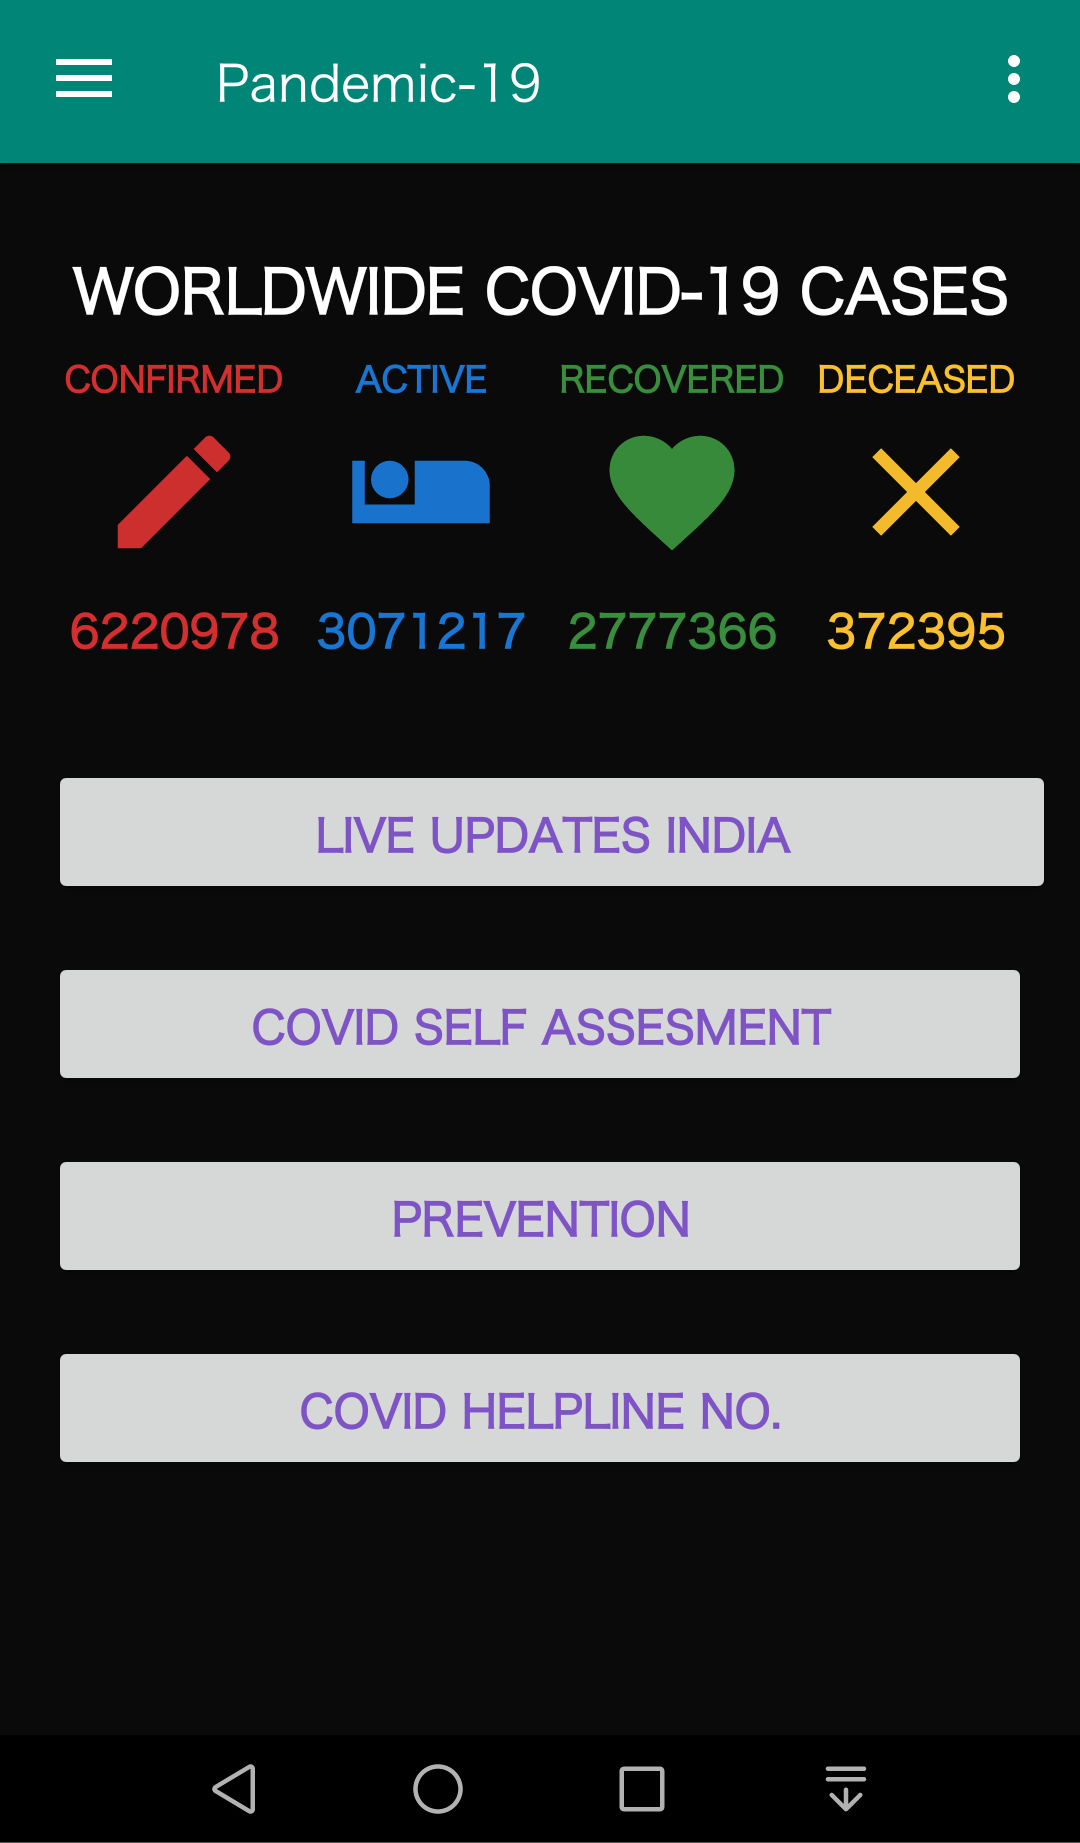 Pandemic-19
WORLDWIDE COVID-19 CASES
CONFIRMED ACTIVE RECOVERED DECEASED
6220978 3071217 2777366 372395
LIVE UPDATES INDIA
COVID SELF ASSESMENT
PREVENTION
COVID HELPLINE NO.